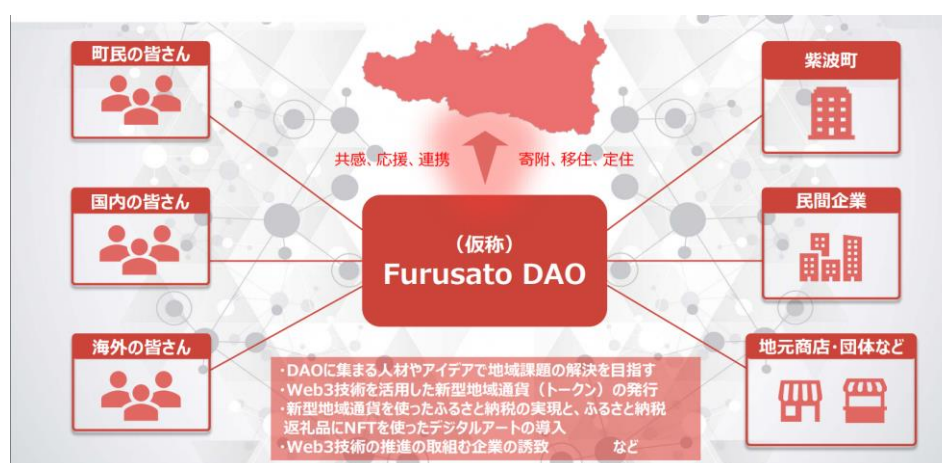 町民の皆さん
紫波町
共感、応援、連携
寄附、移住、定住
国内の皆さん
民間企業
（仮称）
Furusato DAO
海外の皆さん
地元商店・団体など
・DAOに集まる人材やアイデアで地域課題の解決を目指す
・Web3技術を活用した新型地域通貨（トークン）の発行
・新型地域通貨を使ったふるさと納税の実現と、ふるさと納税
返礼品にNFTを使ったデジタルアートの導入
・Web3技術の推進の取組む企業の誘致　　　など